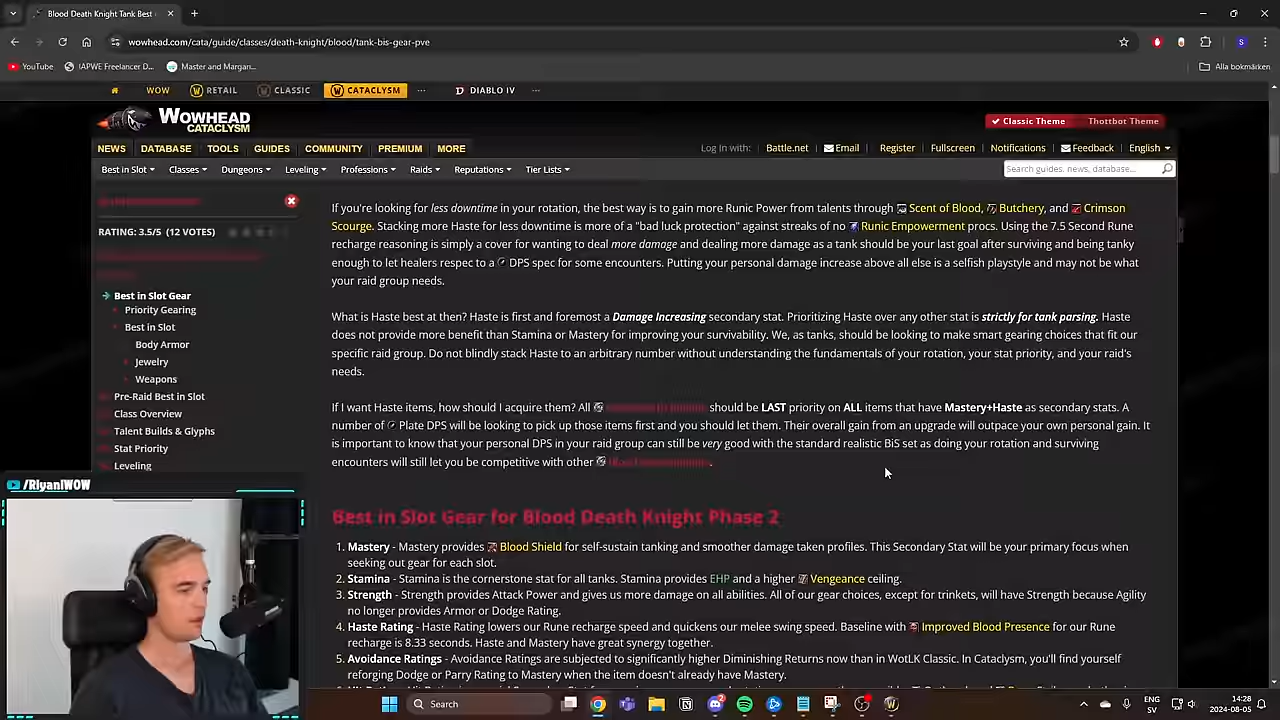 Blood Death Knight Tank Best
wowhead.com/cata/guide/classes/death-knight/blood/tank-bis-gear-pve
S
YouTube
IAPWE Freelancer D...
Master and Margari...
Alla bokmärken
WOW
RETAIL
CLASSIC
CATACLYSM
...
DIABLO IV
...
WOWHEAD
CATACLYSM
Classic Theme
Thottbot Theme
NEWS
DATABASE
TOOLS
GUIDES
COMMUNITY
PREMIUM
MORE
Log in with:
Battle.net
Email
Register
Fullscreen
Notifications
Feedback
English
Best in Slot
Classes
Dungeons
Leveling
Professions
Raids
Reputations
Tier Lists
Search guides, news, database...
RATING: 3.5/5 (12 VOTES)
Best in Slot Gear
Priority Gearing
Best in Slot
Body Armor
Jewelry
Weapons
Pre-Raid Best in Slot
Class Overview
Talent Builds & Glyphs
Stat Priority
Leveling
If you're looking for less downtime in your rotation, the best way is to gain more Runic Power from talents through Scent of Blood, Butchery, and Crimson
Scourge. Stacking more Haste for less downtime is more of a "bad luck protection" against streaks of no Runic Empowerment procs. Using the 7.5 Second Rune
recharge reasoning is simply a cover for wanting to deal more damage and dealing more damage as a tank should be your last goal after surviving and being tanky
enough to let healers respec to a DPS spec for some encounters. Putting your personal damage increase above all else is a selfish playstyle and may not be what
your raid group needs.
What is Haste best at then? Haste is first and foremost a Damage Increasing secondary stat. Prioritizing Haste over any other stat is strictly for tank parsing. Haste
does not provide more benefit than Stamina or Mastery for improving your survivability. We, as tanks, should be looking to make smart gearing choices that fit our
specific raid group. Do not blindly stack Haste to an arbitrary number without understanding the fundamentals of your rotation, your stat priority, and your raid's
needs.
If I want Haste items, how should I acquire them? All should be LAST priority on ALL items that have Mastery+Haste as secondary stats. A
number of Plate DPS will be looking to pick up those items first and you should let them. Their overall gain from an upgrade will outpace your own personal gain. It
is important to know that your personal DPS in your raid group can still be very good with the standard realistic BiS set as doing your rotation and surviving
encounters will still let you be competitive with other .
Best in Slot Gear for Blood Death Knight Phase 2
1. Mastery - Mastery provides Blood Shield for self-sustain tanking and smoother damage taken profiles. This Secondary Stat will be your primary focus when
seeking out gear for each slot.
2. Stamina - Stamina is the cornerstone stat for all tanks. Stamina provides EHP and a higher Vengeance ceiling.
3. Strength - Strength provides Attack Power and gives us more damage on all abilities. All of our gear choices, except for trinkets, will have Strength because Agility
no longer provides Armor or Dodge Rating.
4. Haste Rating - Haste Rating lowers our Rune recharge speed and quickens our melee swing speed. Baseline with Improved Blood Presence for our Rune
recharge is 8.33 seconds. Haste and Mastery have great synergy together.
5. Avoidance Ratings - Avoidance Ratings are subjected to significantly higher Diminishing Returns now than in WotLK Classic. In Cataclysm, you'll find yourself
reforging Dodge or Parry Rating to Mastery when the item doesn't already have Mastery.
/RiyaniWOW
Search
2
ENG
SV
14:28
2024-08-05